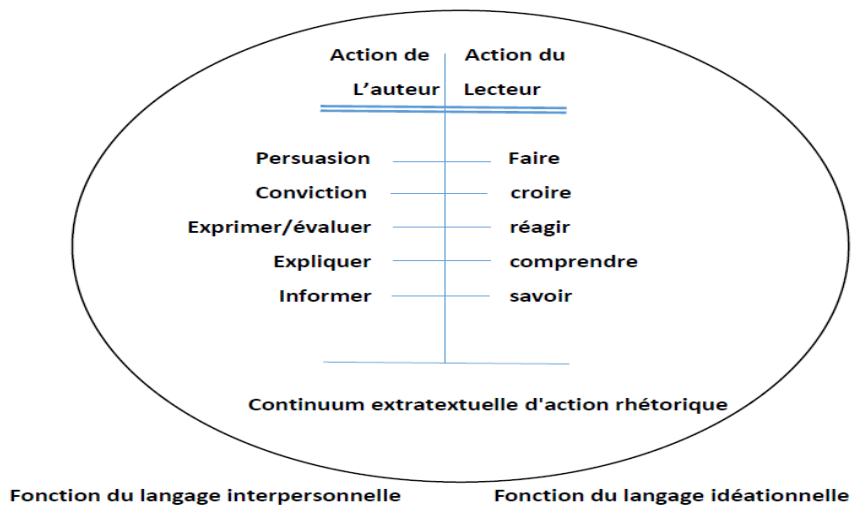 Action de Action du
L’auteur Lecteur
Persuasion Faire
Conviction croire
Exprimer/évaluer réagir
Expliquer comprendre
Informer savoir
Continuum extratextuelle d'action rhétorique
Fonction du langage interpersonnelle Fonction du langage idéationnelle